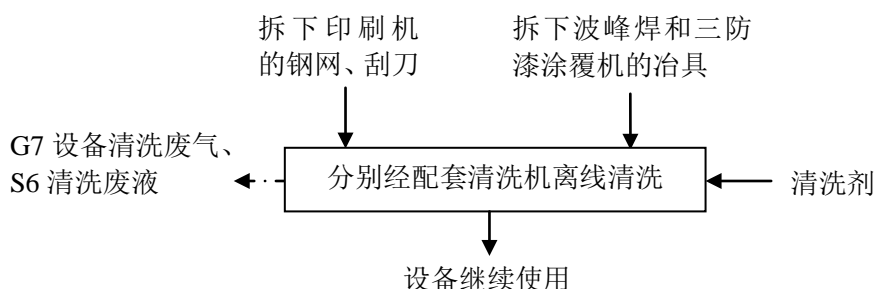 拆下印刷机
的钢网、刮刀
拆下波峰焊和三防
漆涂覆机的冶具
G7 设备清洗废气、
S6 清洗废液
分别经配套清洗机离线清洗
清洗剂
设备继续使用